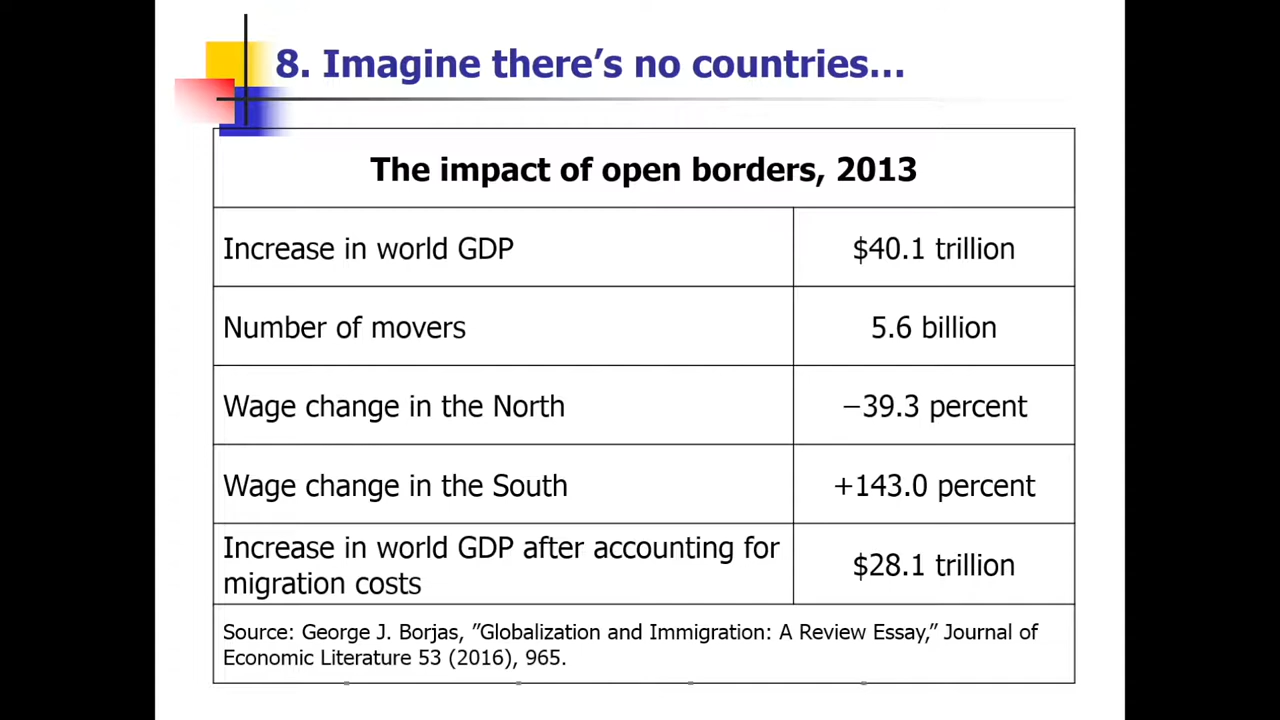 8. Imagine there’s no countries…
The impact of open borders, 2013
Increase in world GDP
$40.1 trillion
Number of movers
5.6 billion
Wage change in the North
−39.3 percent
Wage change in the South
+143.0 percent
Increase in world GDP after accounting for
migration costs
$28.1 trillion
Source: George J. Borjas, ”Globalization and Immigration: A Review Essay,” Journal of
Economic Literature 53 (2016), 965.